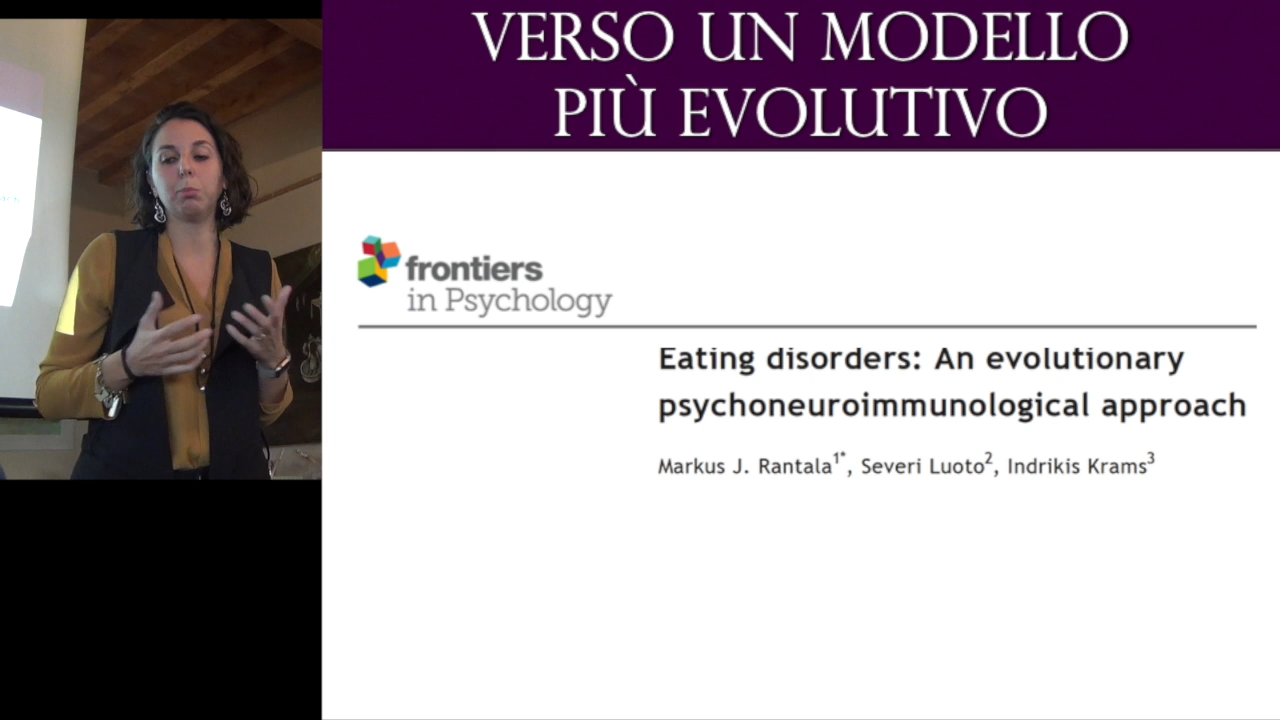 VERSO UN MODELLO
PIÙ EVOLUTIVO
frontiers
in Psychology
Eating disorders: An evolutionary
psychoneuroimmunological approach
Markus J. Rantala1*, Severi Luoto2, Indrikis Krams3